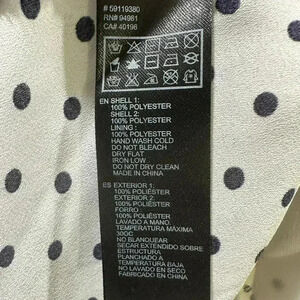 # 59119380
RN# 94981
CA# 40196
EN SHELL 1:
100% POLYESTER
SHELL 2:
100% POLYESTER
LINING :
100% POLYESTER
HAND WASH COLD
DO NOT BLEACH
DRY FLAT
IRON LOW
DO NOT DRY CLEAN
MADE IN CHINA
ES EXTERIOR 1:
100% POLIÉSTER
EXTERIOR 2:
100% POLIÉSTER
FORRO
100% POLIÉSTER
LAVADO A MANO.
TEMPERATURA MÁXIMA
30ºC
NO BLANQUEAR
SECAR EXTENDIDO SOBRE
ESTRUCTURA
PLANCHADO A
TEMPERATURA BAJA
NO LAVADO EN SECO
FABRICADO EN CHINA